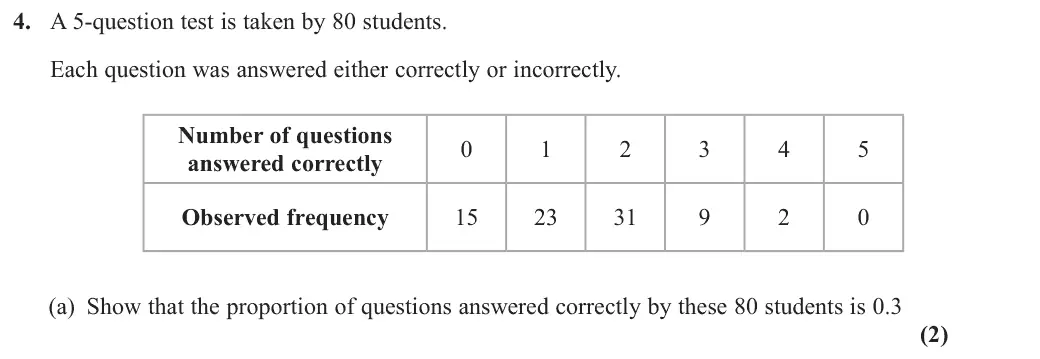 4. A 5-question test is taken by 80 students.
Each question was answered either correctly or incorrectly.
Number of questions answered correctly 0 1 2 3 4 5
Observed frequency 15 23 31 9 2 0
(a) Show that the proportion of questions answered correctly by these 80 students is 0.3
(2)